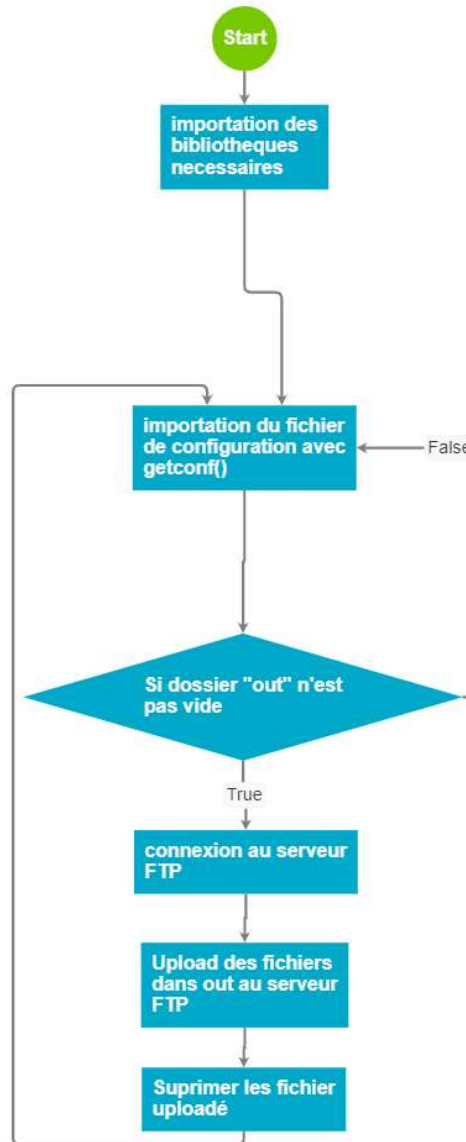 Start
importation des
bibliotheques
necessaires
importation du fichier
de configuration avec
getconf()
False
Si dossier "out" n'est
pas vide
True
connexion au serveur
FTP
Upload des fichiers
dans out au serveur
FTP
Suprimer les fichier
uploadé